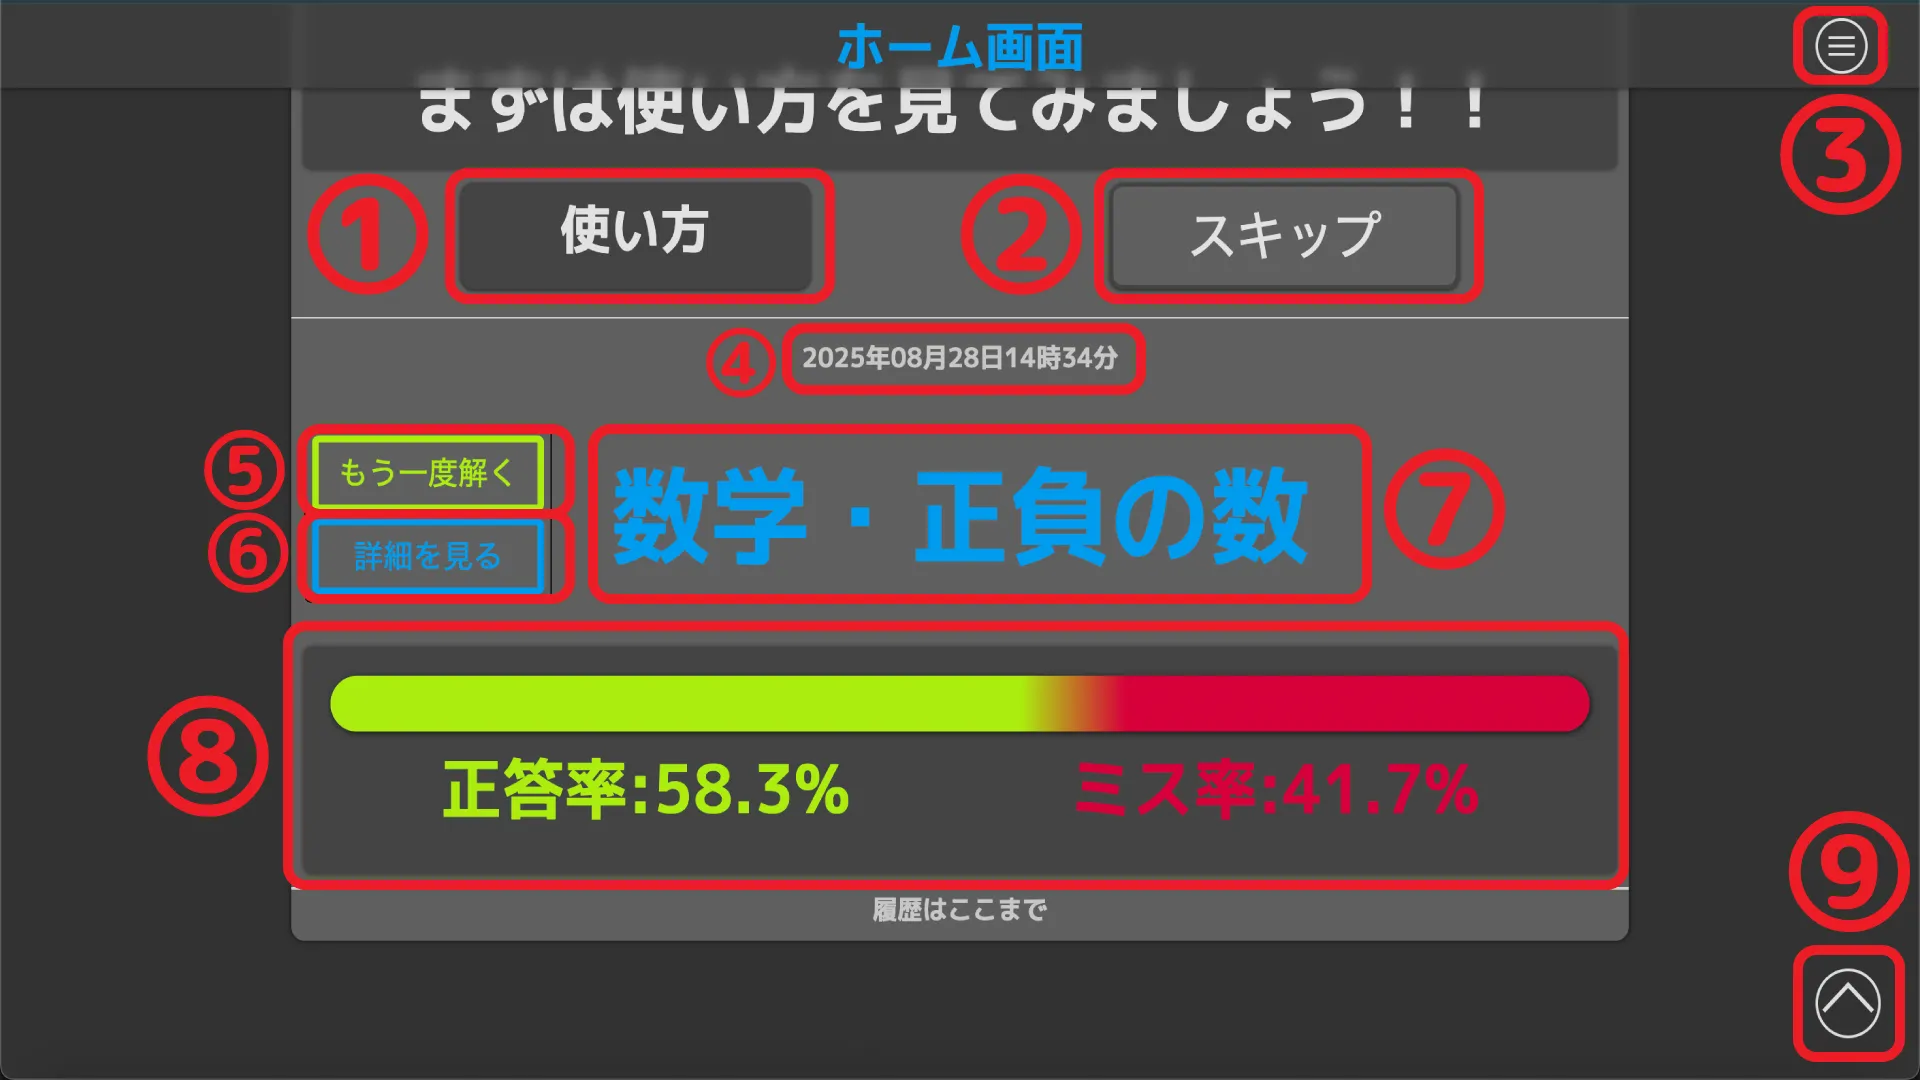 ホーム画面
③
まずは使い方を見てみましょう！！
① 使い方 ② スキップ
④ 2025年08月28日14時34分
⑤ もう一度解く
⑥ 詳細を見る
数学・正負の数 ⑦
⑧
正答率:58.3% ミス率:41.7%
履歴はここまで
⑨